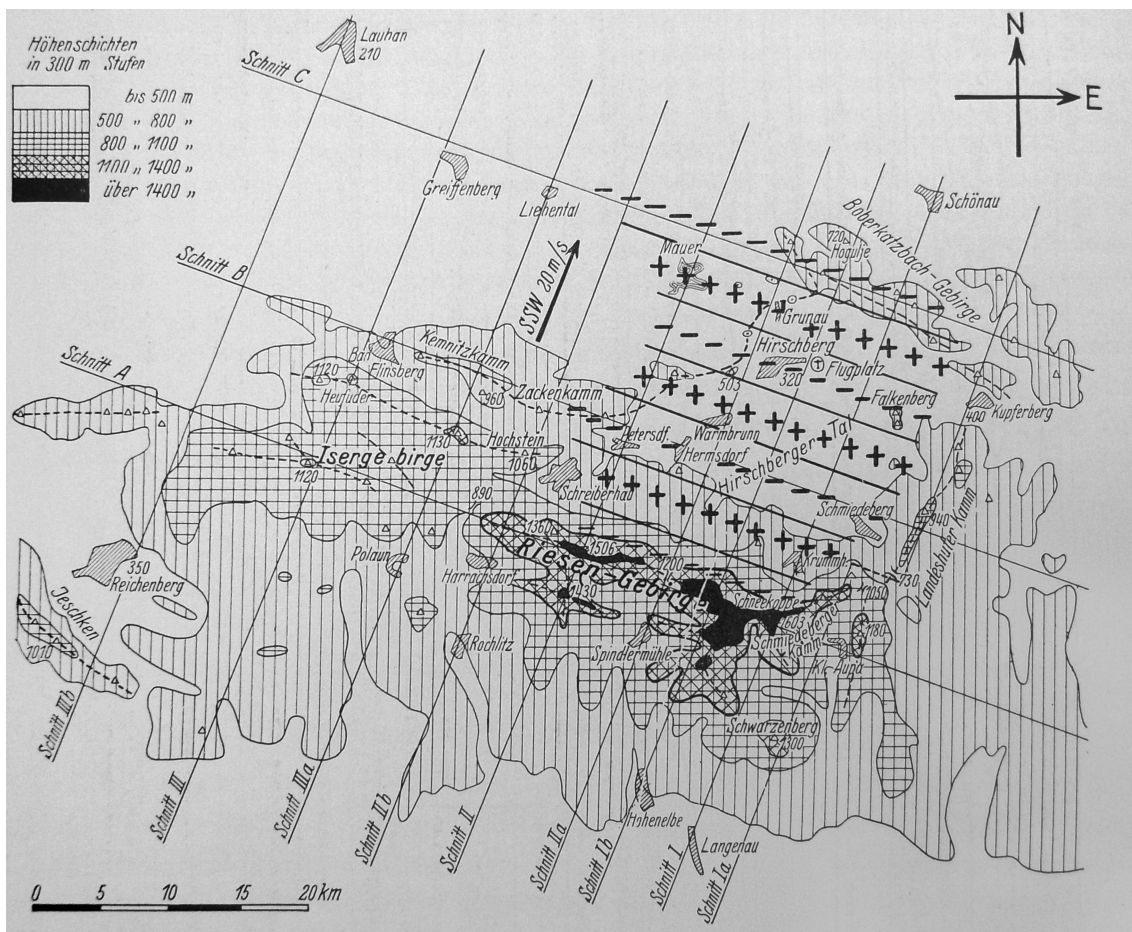 Höhenschichten
in 300 m Stufen
bis 500 m
500 " 800 "
800 " 1100 "
1100 " 1400 "
über 1400 "
Lauban
210
N
E
Schnitt C
Greiffenberg
Liebental
Schönau
Boberkatzbach-Gebirge
720
Hogulje
Mauer
Schnitt B
SSW 20 m/s
Grunau
Hirschberg
320
Flugplatz
503
Kemnitzkamm
Bad
Flinsberg
1120
Heufuder
960
Zackenkamm
Falkenberg
400
Kupferberg
Schnitt A
Warmbrunn
Petersdf.
Hermsdorf
Hirschberger Tal
1130
Hochstein
1060
Isergebirge
1120
Schreiberhau
Schmiedeberg
890
940
Landeshuter Kamm
1360
1506
Riesen-Gebirge
1200
Krummh.
730
Polaun
Harrachsdorf
1430
350
Reichenberg
Schneekoppe
1603
1050
Schmiedeberger
Kamm
1180
Kl.-Aupa
Jeschken
1010
Rochlitz
Spindlermühle
Schwarzenberg
1300
Hohenelbe
Langenau
Schnitt IIIb
Schnitt III
Schnitt IIIa
Schnitt IIb
Schnitt II
Schnitt IIa
Schnitt Ib
Schnitt I
Schnitt Ia
0 5 10 15 20 km